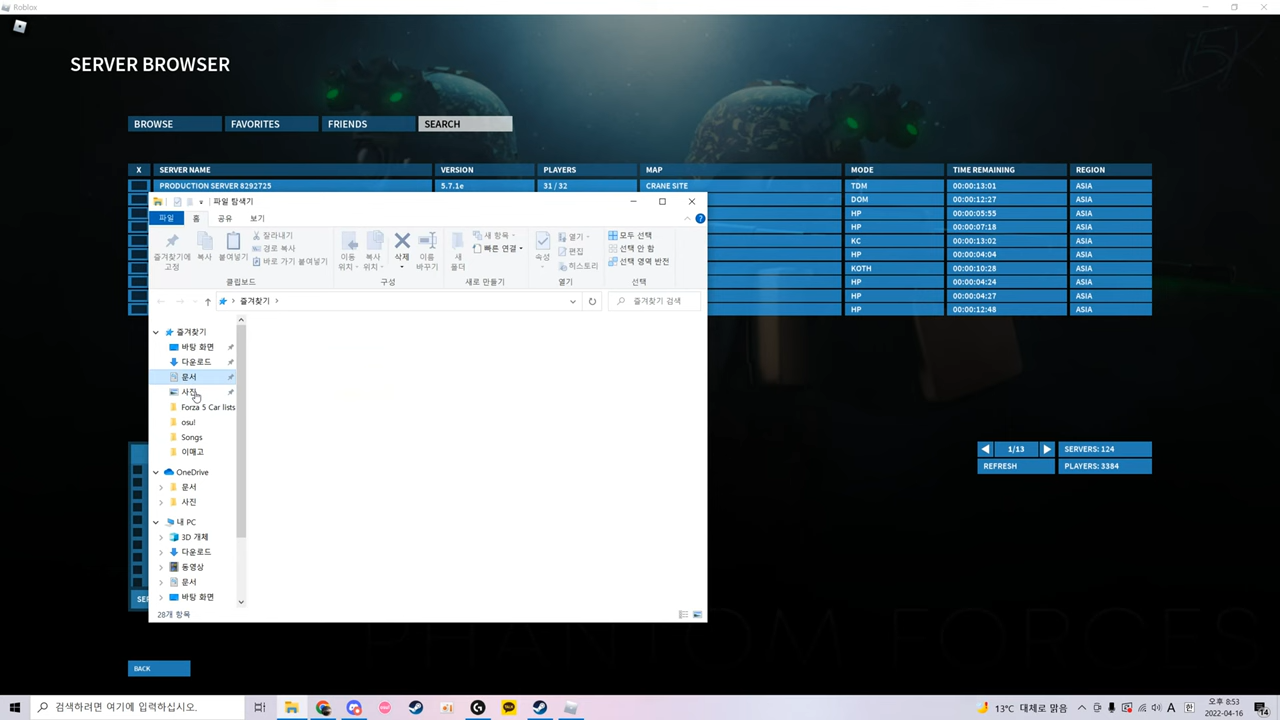 Roblox
SERVER BROWSER
BROWSE
FAVORITES
FRIENDS
SEARCH
X SERVER NAME VERSION PLAYERS MAP MODE TIME REMAINING REGION
PRODUCTION SERVER 8292725 5.7.1e 31 / 32 CRANE SITE TDM 00:00:13:01 ASIA
DOM 00:00:12:27 ASIA
HP 00:00:05:55 ASIA
HP 00:00:07:18 ASIA
KC 00:00:13:02 ASIA
HP 00:00:04:04 ASIA
KOTH 00:00:10:28 ASIA
HP 00:00:04:24 ASIA
HP 00:00:04:27 ASIA
HP 00:00:12:48 ASIA
파일 탐색기
파일 홈 공유 보기
즐겨찾기에 고정
복사
붙여넣기
잘라내기
경로 복사
바로 가기 붙여넣기
클립보드
이동 위치
복사 위치
삭제
이름 바꾸기
구성
새 폴더
새 항목
빠른 연결
새로 만들기
속성
열기
편집
히스토리
열기
모두 선택
선택 안 함
선택 영역 반전
선택
즐겨찾기
즐겨찾기 검색
즐겨찾기
바탕 화면
다운로드
문서
사진
Forza 5 Car lists
osu!
Songs
이매고
OneDrive
문서
사진
내 PC
3D 개체
다운로드
동영상
문서
바탕 화면
28개 항목
1/13
SERVERS: 124
REFRESH
PLAYERS: 3384
SER
PHANTOM FORCES
BACK
검색하려면 여기에 입력하십시오.
13℃ 대체로 맑음
A
한
오후 8:53
2022-04-16
14